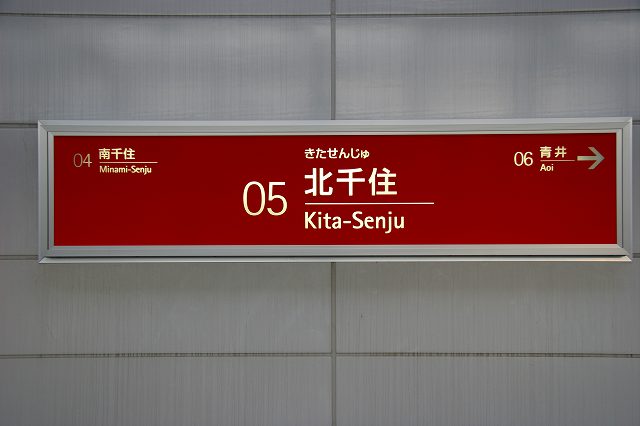 04 南千住
Minami-Senju
きたせんじゅ
05 北千住
Kita-Senju
06 青井
Aoi